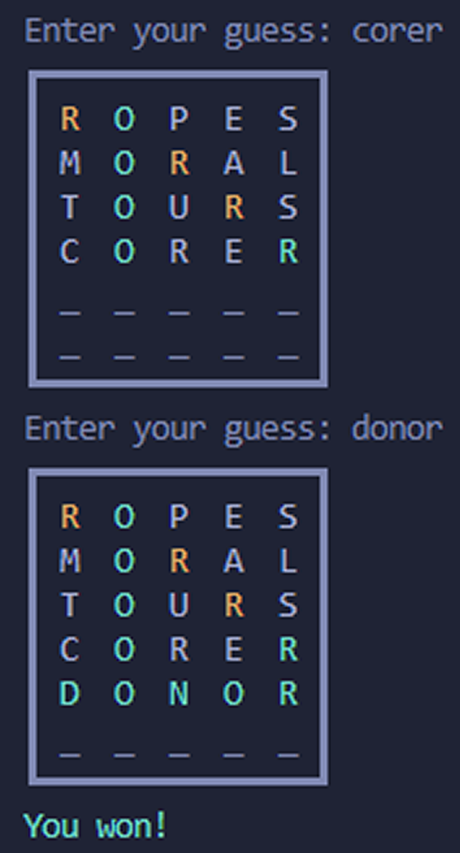 Enter your guess: corer
R O P E S
M O R A L
T O U R S
C O R E R
_ _ _ _ _
_ _ _ _ _
Enter your guess: donor
R O P E S
M O R A L
T O U R S
C O R E R
D O N O R
_ _ _ _ _
You won!